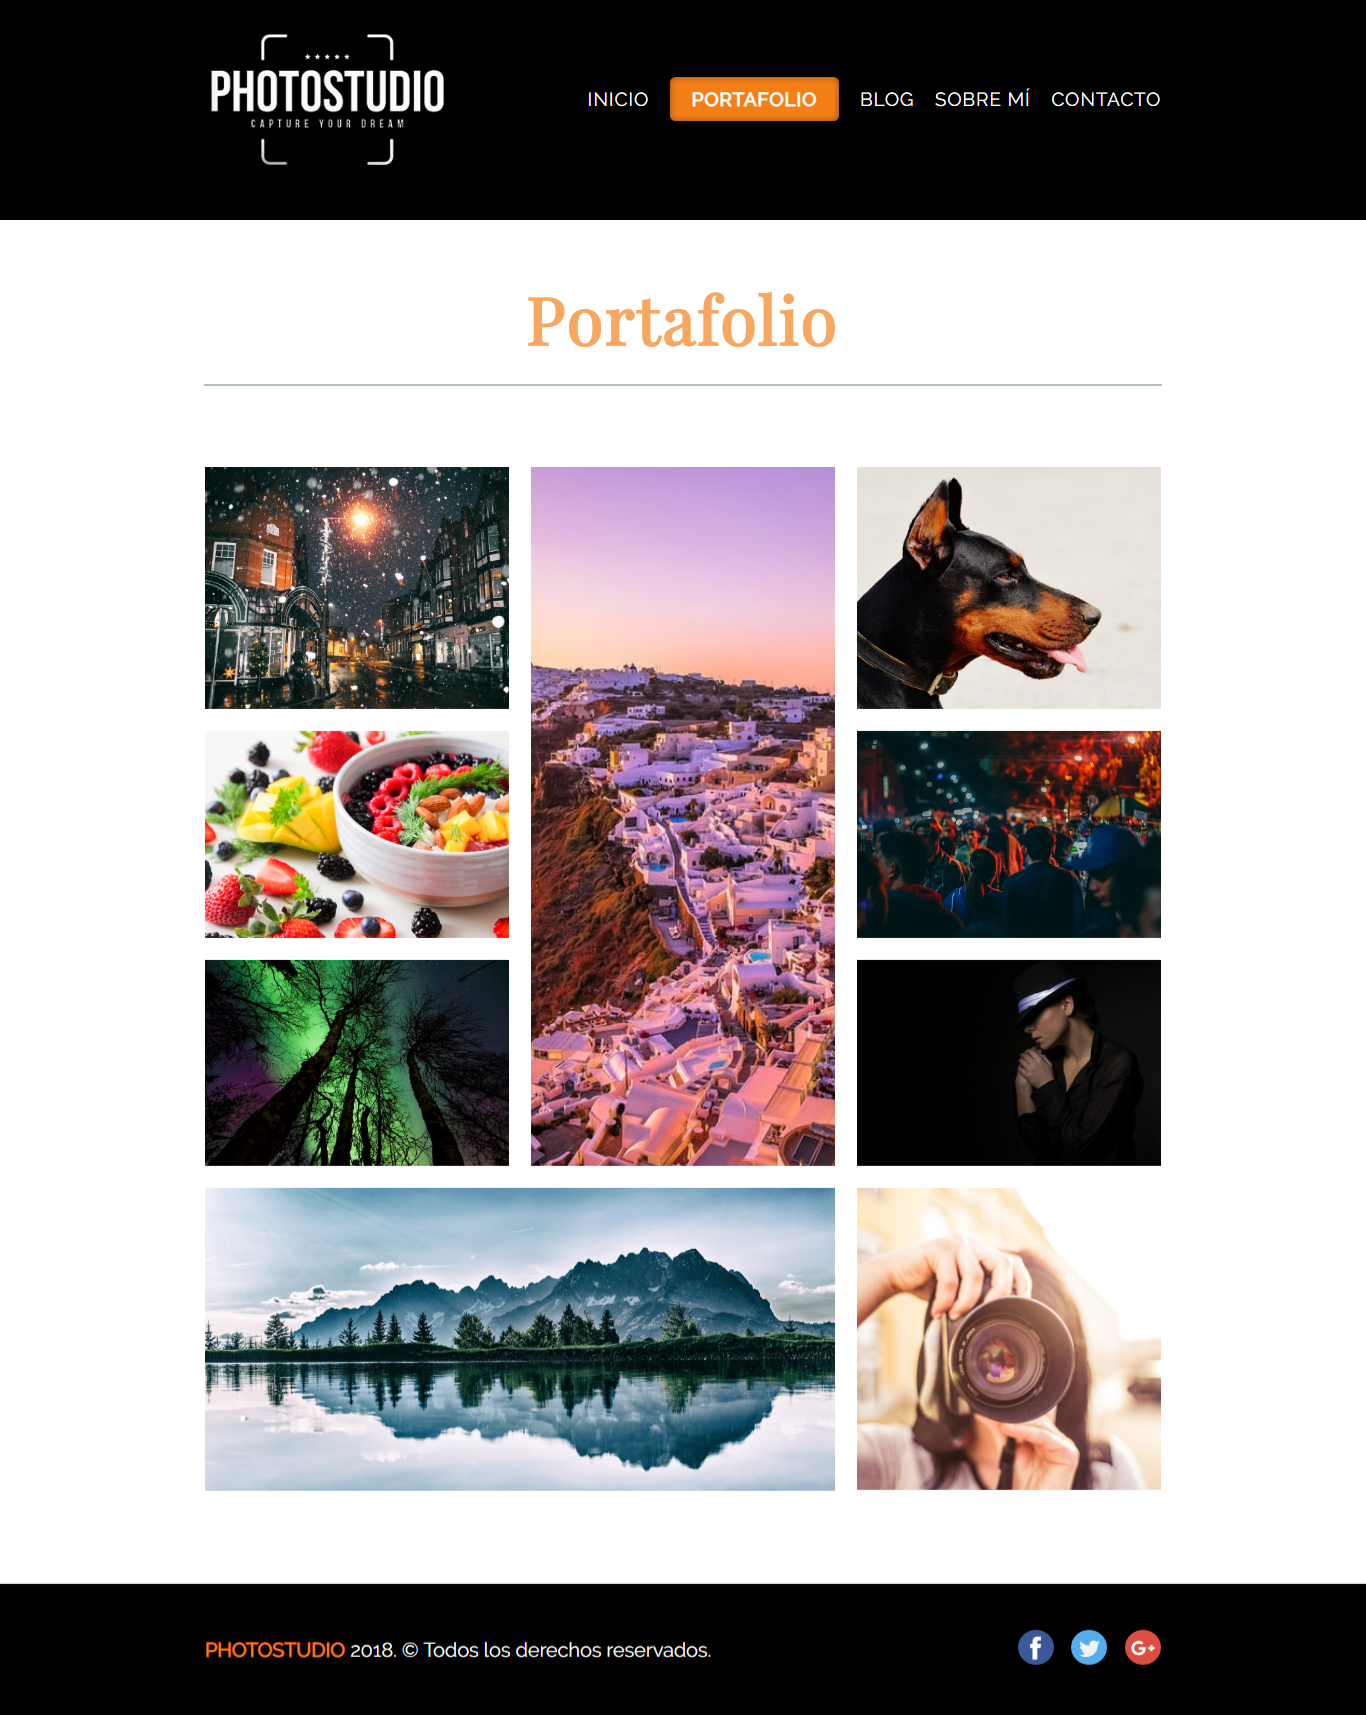 PHOTOSTUDIO
CAPTURE YOUR DREAM
INICIO PORTAFOLIO BLOG SOBRE MÍ CONTACTO
Portafolio
PHOTOSTUDIO 2018. © Todos los derechos reservados.
f G+